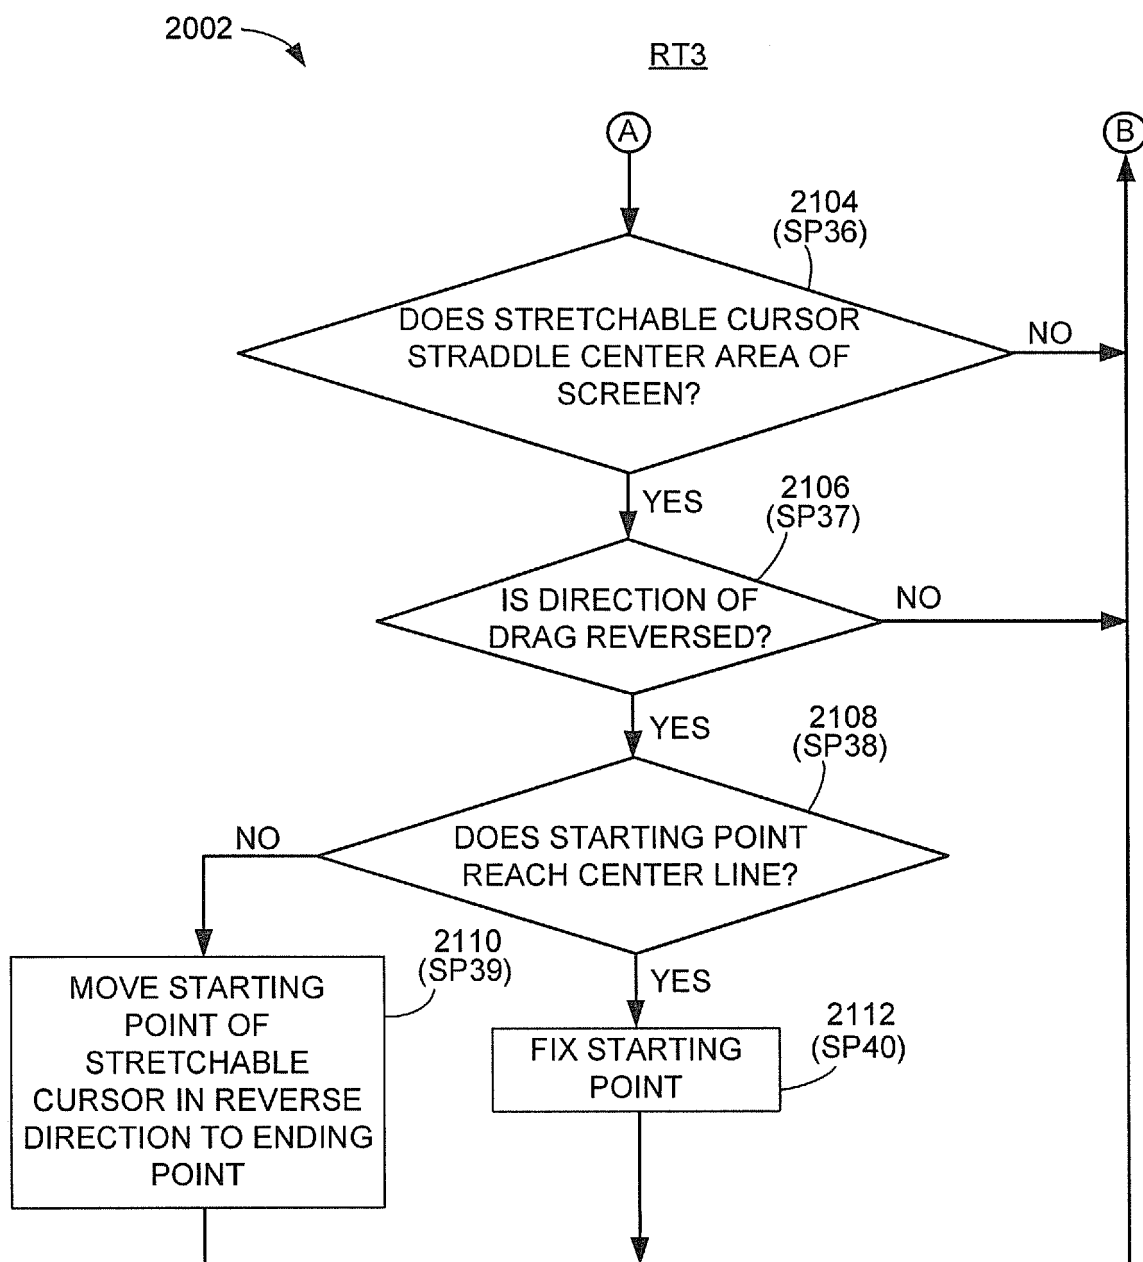 2002
RT3
A
B
2104
(SP36)
DOES STRETCHABLE CURSOR
STRADDLE CENTER AREA OF
SCREEN?
NO
YES
2106
(SP37)
IS DIRECTION OF
DRAG REVERSED?
NO
YES
2108
(SP38)
DOES STARTING POINT
REACH CENTER LINE?
NO
YES
2110
(SP39)
MOVE STARTING
POINT OF
STRETCHABLE
CURSOR IN REVERSE
DIRECTION TO ENDING
POINT
2112
(SP40)
FIX STARTING
POINT